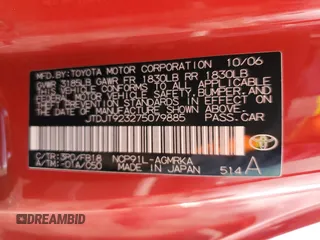 MFD.BY:TOYOTA MOTOR CORPORATION 10/06
GVWR 3185LB GAWR FR 1830LB RR 1830LB
THIS VEHICLE CONFORMS TO ALL APPLICABLE
FEDERAL MOTOR VEHICLE SAFETY, BUMPER, AND
THEFT PREVENTION STANDARDS IN EFFECT ON
THE DATE OF MANUFACTURE SHOWN ABOVE.
JTDJT923275079885 PASS.CAR
C/TR:3R0/FB18 NCP91L-AGMRKA
A/TM:-01A/U50 MADE IN JAPAN 514 A
DREAMBID